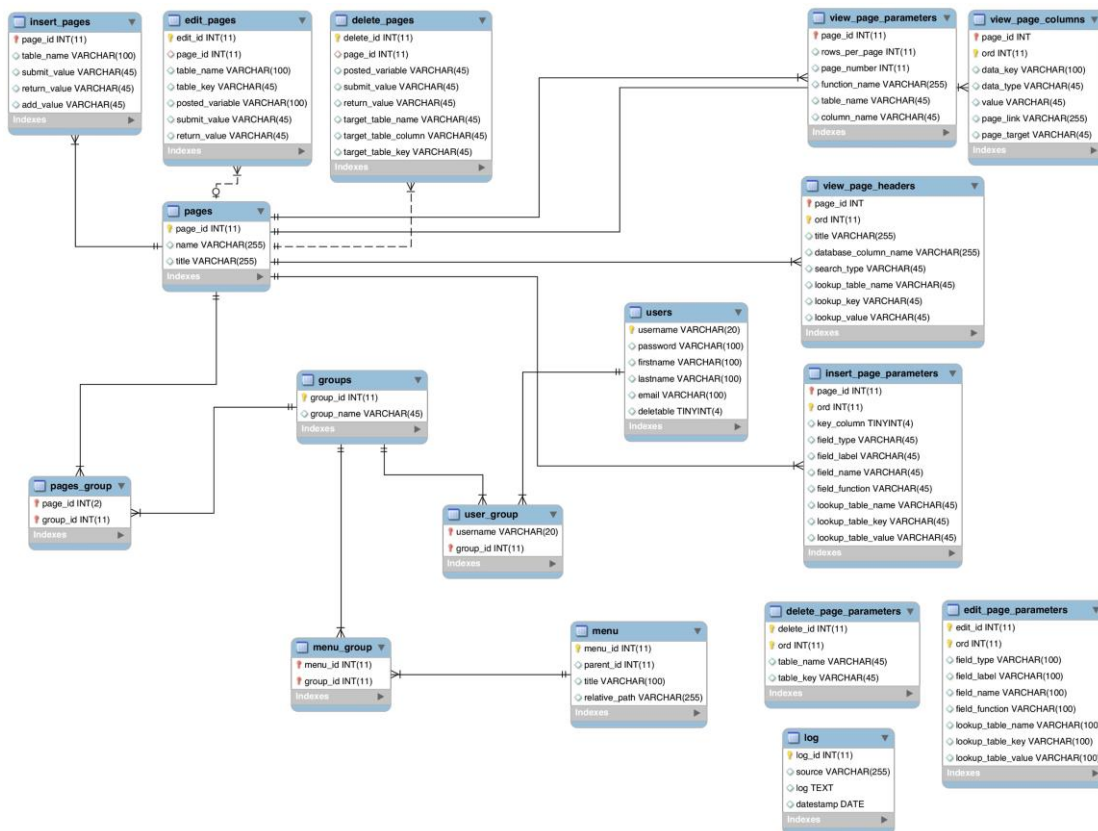 insert_pages
page_id INT(11)
table_name VARCHAR(100)
submit_value VARCHAR(45)
return_value VARCHAR(45)
add_value VARCHAR(45)
Indexes
edit_pages
edit_id INT(11)
page_id INT(11)
table_name VARCHAR(100)
table_key VARCHAR(45)
posted_variable VARCHAR(100)
submit_value VARCHAR(45)
return_value VARCHAR(45)
Indexes
delete_pages
delete_id INT(11)
page_id INT(11)
posted_variable VARCHAR(45)
submit_value VARCHAR(45)
return_value VARCHAR(45)
target_table_name VARCHAR(45)
target_table_column VARCHAR(45)
target_table_key VARCHAR(45)
Indexes
view_page_parameters
page_id INT(11)
rows_per_page INT(11)
page_number INT(11)
function_name VARCHAR(255)
table_name VARCHAR(45)
column_name VARCHAR(45)
Indexes
view_page_columns
page_id INT
ord INT(11)
data_key VARCHAR(100)
data_type VARCHAR(45)
value VARCHAR(45)
page_link VARCHAR(255)
page_target VARCHAR(45)
Indexes
pages
page_id INT(11)
name VARCHAR(255)
title VARCHAR(255)
Indexes
view_page_headers
page_id INT
ord INT(11)
title VARCHAR(255)
database_column_name VARCHAR(255)
search_type VARCHAR(45)
lookup_table_name VARCHAR(45)
lookup_key VARCHAR(45)
lookup_value VARCHAR(45)
Indexes
users
username VARCHAR(20)
password VARCHAR(100)
firstname VARCHAR(100)
lastname VARCHAR(100)
email VARCHAR(100)
deletable TINYINT(4)
Indexes
groups
group_id INT(11)
group_name VARCHAR(45)
Indexes
insert_page_parameters
page_id INT(11)
ord INT(11)
key_column TINYINT(4)
field_type VARCHAR(45)
field_label VARCHAR(45)
field_name VARCHAR(45)
field_function VARCHAR(45)
lookup_table_name VARCHAR(45)
lookup_table_key VARCHAR(45)
lookup_table_value VARCHAR(45)
Indexes
pages_group
page_id INT(2)
group_id INT(11)
Indexes
user_group
username VARCHAR(20)
group_id INT(11)
Indexes
menu_group
menu_id INT(11)
group_id INT(11)
Indexes
menu
menu_id INT(11)
parent_id INT(11)
title VARCHAR(100)
relative_path VARCHAR(255)
Indexes
delete_page_parameters
delete_id INT(11)
ord INT(11)
table_name VARCHAR(45)
table_key VARCHAR(45)
Indexes
edit_page_parameters
edit_id INT(11)
ord INT(11)
field_type VARCHAR(100)
field_label VARCHAR(100)
field_name VARCHAR(100)
field_function VARCHAR(100)
lookup_table_name VARCHAR(100
lookup_table_key VARCHAR(100)
lookup_table_value VARCHAR(100)
Indexes
log
log_id INT(11)
source VARCHAR(255)
log TEXT
datestamp DATE
Indexes